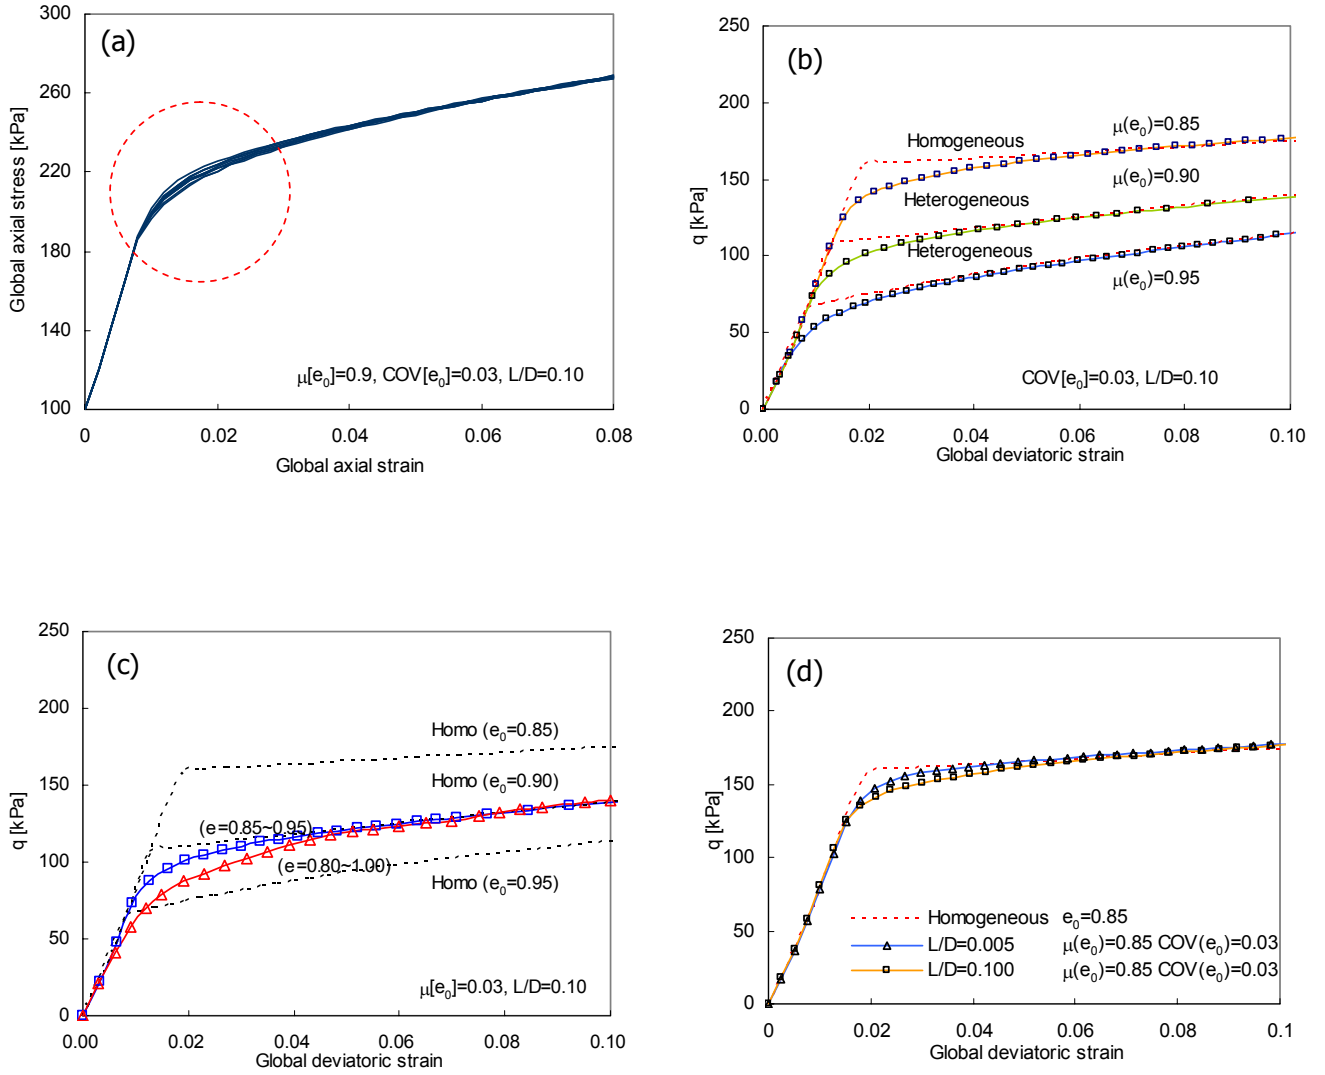 (a)
300
260
220
180
140
100
Global axial stress [kPa]
0
0.02
0.04
0.06
0.08
Global axial strain
μ[e0]=0.9, COV[e0]=0.03, L/D=0.10
(b)
250
200
150
100
50
0
q [kPa]
Homogeneous
μ(e0)=0.85
μ(e0)=0.90
Heterogeneous
Heterogeneous
μ(e0)=0.95
COV[e0]=0.03, L/D=0.10
0.00
0.02
0.04
0.06
0.08
0.10
Global deviatoric strain
(c)
250
200
150
100
50
0
q [kPa]
Homo (e0=0.85)
Homo (e0=0.90)
(e=0.85~0.95)
(e=0.80~1.00)
Homo (e0=0.95)
μ[e0]=0.03, L/D=0.10
0.00
0.02
0.04
0.06
0.08
0.10
Global deviatoric strain
(d)
250
200
150
100
50
0
q [kPa]
Homogeneous e0=0.85
L/D=0.005 μ(e0)=0.85 COV(e0)=0.03
L/D=0.100 μ(e0)=0.85 COV(e0)=0.03
0
0.02
0.04
0.06
0.08
0.10
Global deviatoric strain